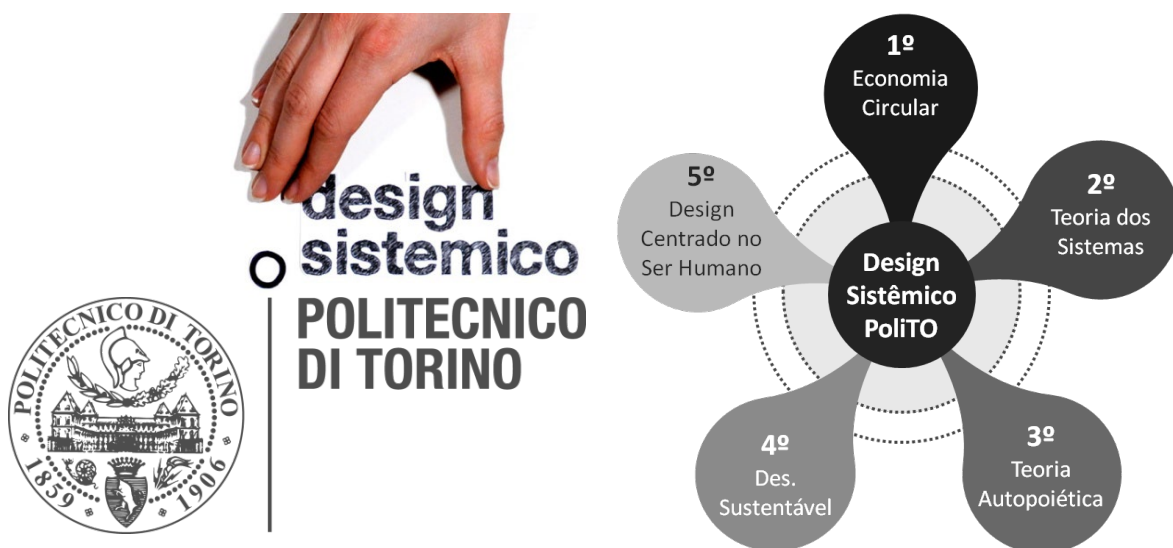 design
sistemico
POLITECNICO
DI TORINO
POLITECNICO DI TORINO
1859 1906
1º
Economia
Circular
2º
Teoria dos
Sistemas
3º
Teoria
Autopoiética
4º
Des.
Sustentável
5º
Design
Centrado no
Ser Humano
Design
Sistêmico
PoliTO